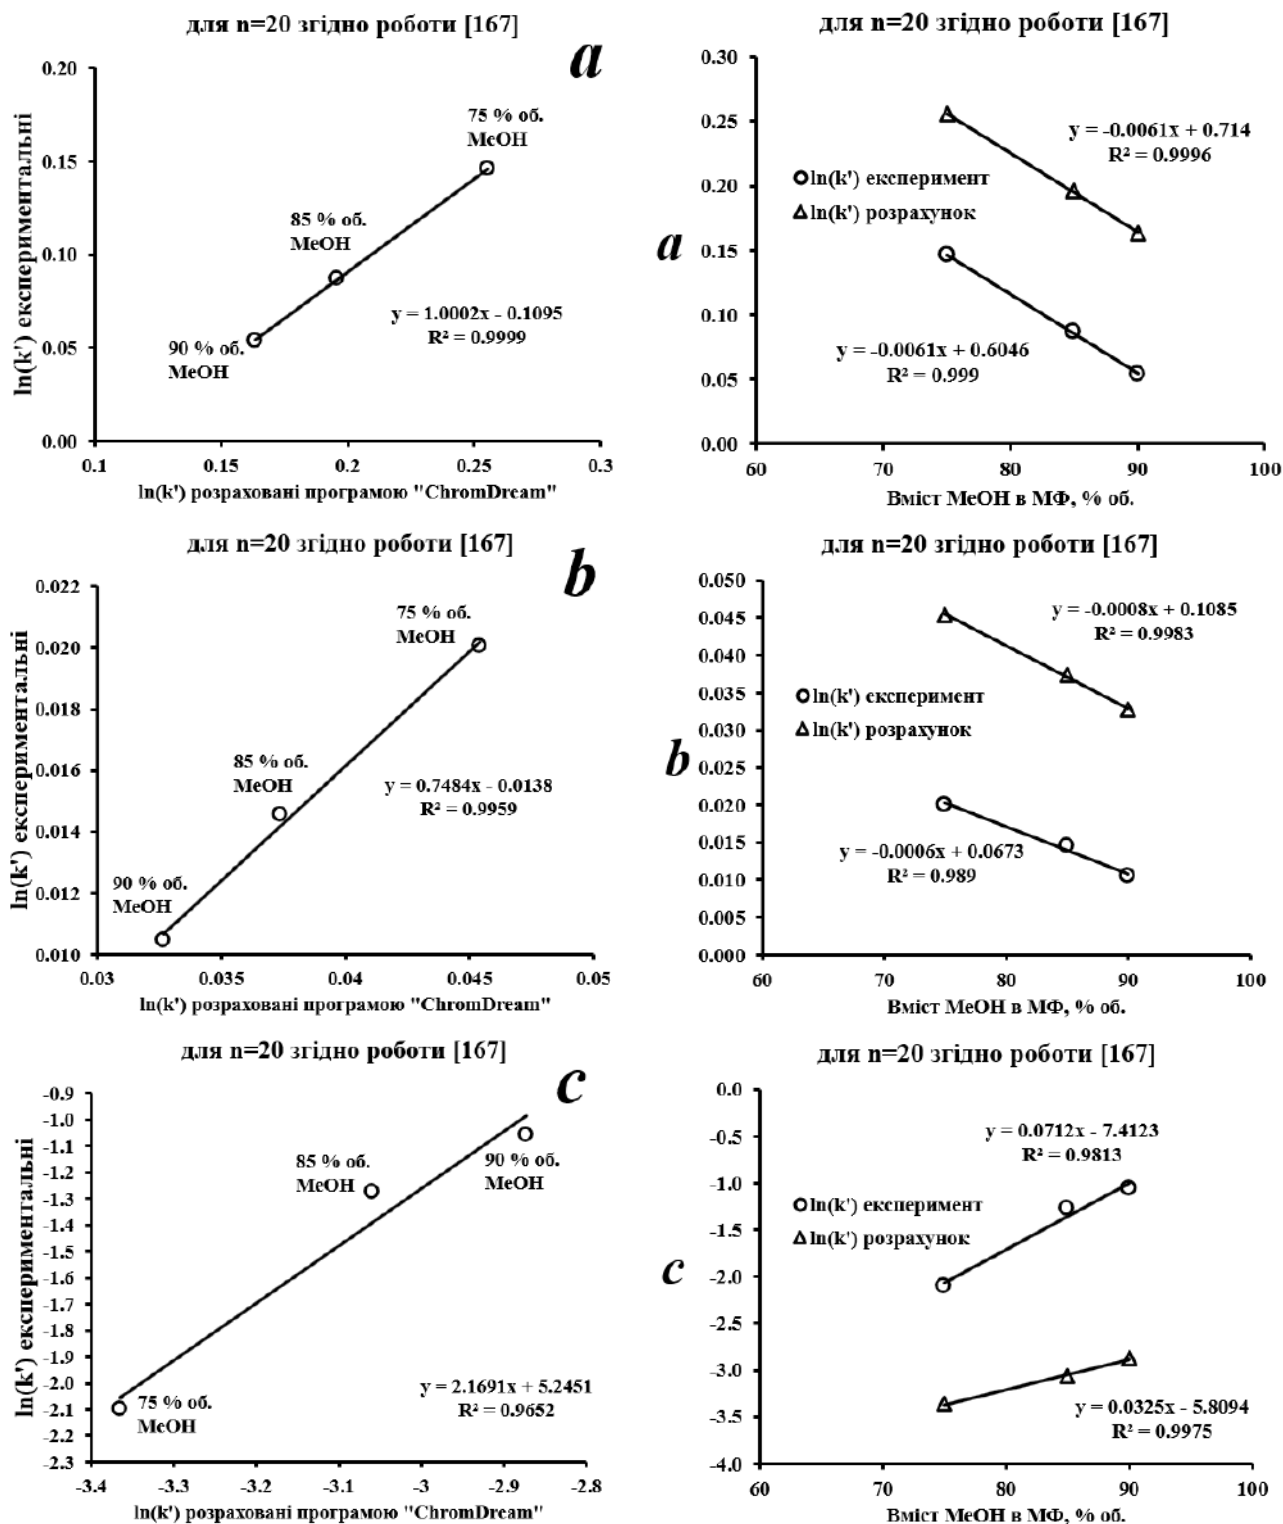 для n=20 згідно роботи [167]
a
ln(k') експериментальні
0.20
0.15
0.10
0.05
0.00
75 % об.
MeOH
85 % об.
MeOH
90 % об.
MeOH
y = 1.0002x - 0.1095
R² = 0.9999
0.1 0.15 0.2 0.25 0.3
ln(k') розраховані програмою "ChromDream"
для n=20 згідно роботи [167]
a
0.30
0.25
0.20
0.15
0.10
0.05
0.00
y = -0.0061x + 0.714
R² = 0.9996
ln(k') експеримент
ln(k') розрахунок
y = -0.0061x + 0.6046
R² = 0.999
60 70 80 90 100
Вміст MeOH в МФ, % об.
для n=20 згідно роботи [167]
b
ln(k') експериментальні
0.022
0.020
0.018
0.016
0.014
0.012
0.010
75 % об.
MeOH
85 % об.
MeOH
90 % об.
MeOH
y = 0.7484x - 0.0138
R² = 0.9959
0.03 0.035 0.04 0.045 0.05
ln(k') розраховані програмою "ChromDream"
для n=20 згідно роботи [167]
b
0.050
0.045
0.040
0.035
0.030
0.025
0.020
0.015
0.010
0.005
0.000
y = -0.0008x + 0.1085
R² = 0.9983
ln(k') експеримент
ln(k') розрахунок
y = -0.0006x + 0.0673
R² = 0.989
60 70 80 90 100
Вміст MeOH в МФ, % об.
для n=20 згідно роботи [167]
c
ln(k') експериментальні
-0.9
-1.0
-1.1
-1.2
-1.3
-1.4
-1.5
-1.6
-1.7
-1.8
-1.9
-2.0
-2.1
-2.2
-2.3
85 % об.
MeOH
90 % об.
MeOH
75 % об.
MeOH
y = 2.1691x + 5.2451
R² = 0.9652
-3.4 -3.3 -3.2 -3.1 -3 -2.9 -2.8
ln(k') розраховані програмою "ChromDream"
для n=20 згідно роботи [167]
c
0.0
-0.5
-1.0
-1.5
-2.0
-2.5
-3.0
-3.5
-4.0
y = 0.0712x - 7.4123
R² = 0.9813
ln(k') експеримент
ln(k') розрахунок
y = 0.0325x - 5.8094
R² = 0.9975
60 70 80 90 100
Вміст MeOH в МФ, % об.